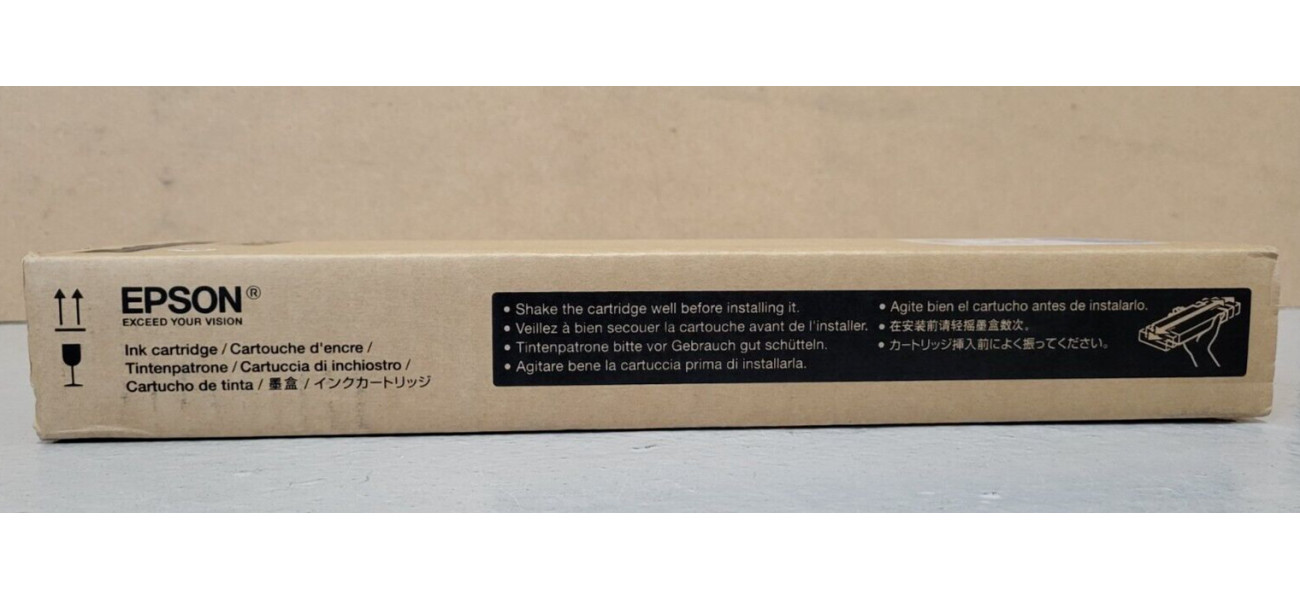 EPSON®
EXCEED YOUR VISION
Ink cartridge / Cartouche d'encre /
Tintenpatrone / Cartuccia di inchiostro /
Cartucho de tinta / 墨盒 / インクカートリッジ
• Shake the cartridge well before installing it.
• Veillez à bien secouer la cartouche avant de l'installer.
• Tintenpatrone bitte vor Gebrauch gut schütteln.
• Agitare bene la cartuccia prima di installarla.
• Agite bien el cartucho antes de instalarlo.
• 在安装前请轻摇墨盒数次。
• カートリッジ挿入前によく振ってください。